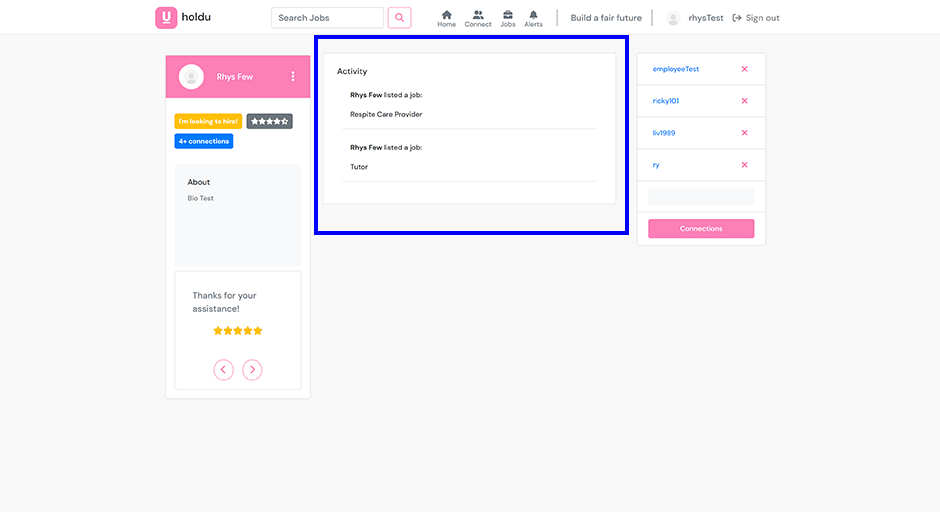 U holdu
Search Jobs
Home
Connect
Jobs
Alerts
Build a fair future
rhysTest
Sign out
Rhys Few
I'm looking to hire!
4+ connections
About
Bio Test
Thanks for your
assistance!
Activity
Rhys Few listed a job:
Respite Care Provider
Rhys Few listed a job:
Tutor
employeeTest
ricky101
liv1989
ry
Connections